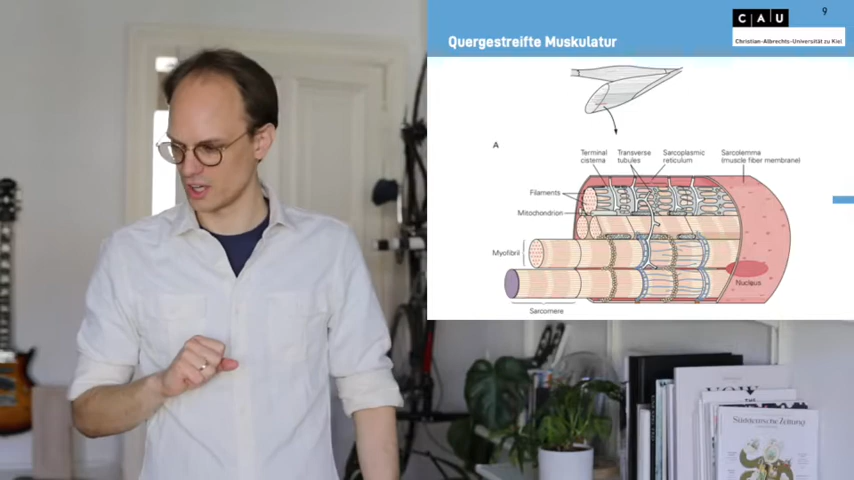 CAU
9
Christian-Albrechts-Universität zu Kiel
Quergestreifte Muskulatur
A
Terminal
cisterna
Transverse
tubules
Sarcoplasmic
reticulum
Sarcolemma
(muscle fiber membrane)
Filaments
Mitochondrion
Myofibril
Nucleus
Sarcomere
THE
Süddeutsche Zeitung